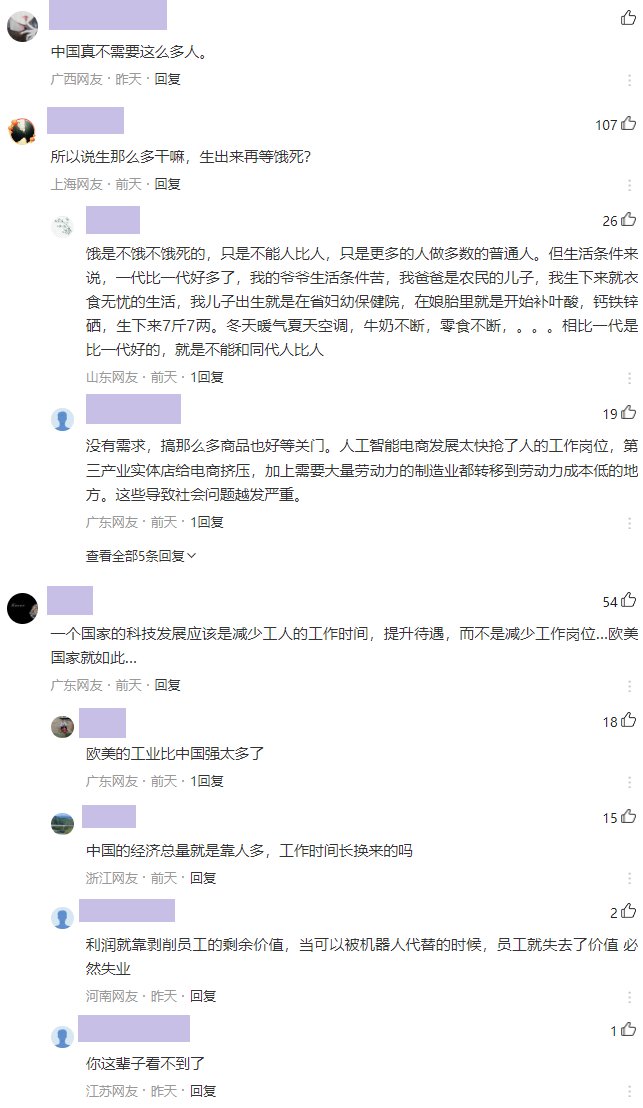 中国真不需要这么多人。
广西网友 · 昨天 · 回复
107
所以说生那么多干嘛，生出来再等饿死?
上海网友 · 前天 · 回复
26
饿是不饿不饿死的，只是不能人比人，只是更多的人做多数的普通人。但生活条件来
说，一代比一代好多了，我的爷爷生活条件苦，我爸爸是农民的儿子，我生下来就衣
食无忧的生活，我儿子出生就是在省妇幼保健院，在娘胎里就是开始补叶酸，钙铁锌
硒，生下来7斤7两。冬天暖气夏天空调，牛奶不断，零食不断，。。。相比一代是
比一代好的，就是不能和同代人比人
山东网友 · 前天 · 1回复
19
没有需求，搞那么多商品也好等关门。人工智能电商发展太快抢了人的工作岗位，第
三产业实体店给电商挤压，加上需要大量劳动力的制造业都转移到劳动力成本低的地
方。这些导致社会问题越发严重。
广东网友 · 前天 · 1回复
查看全部5条回复
54
一个国家的科技发展应该是减少工人的工作时间，提升待遇，而不是减少工作岗位...欧美
国家就如此...
广东网友 · 前天 · 回复
18
欧美的工业比中国强太多了
广东网友 · 前天 · 1回复
15
中国的经济总量就是靠人多，工作时间长换来的吗
浙江网友 · 前天 · 回复
2
利润就靠剥削员工的剩余价值，当可以被机器人代替的时候，员工就失去了价值 必
然失业
河南网友 · 昨天 · 回复
1
你这辈子看不到了
江苏网友 · 昨天 · 回复